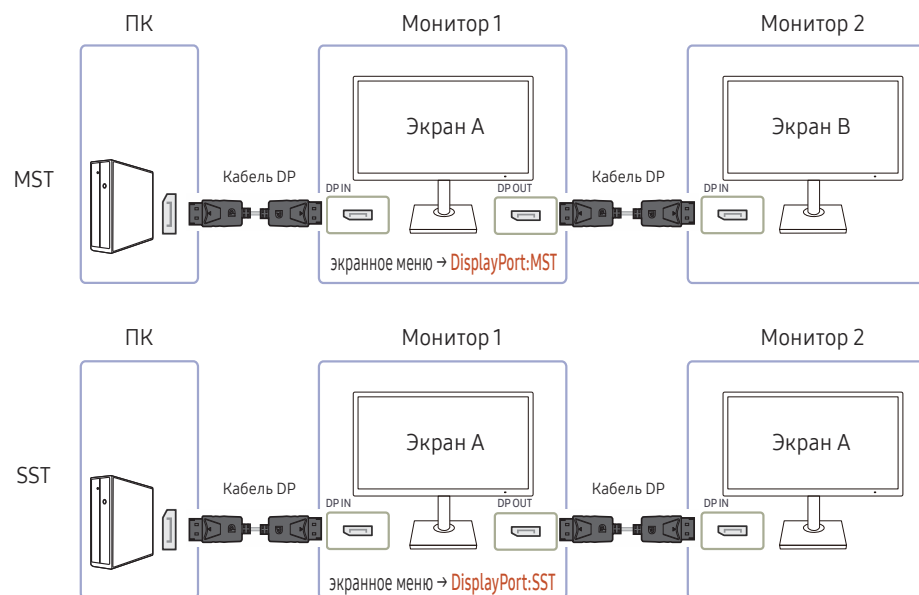 ПК
Монитор 1
Монитор 2
Экран A
Экран B
MST
Кабель DP
DP IN
DP OUT
Кабель DP
DP IN
экранное меню → DisplayPort:MST
ПК
Монитор 1
Монитор 2
Экран A
Экран A
SST
Кабель DP
DP IN
DP OUT
Кабель DP
DP IN
экранное меню → DisplayPort:SST